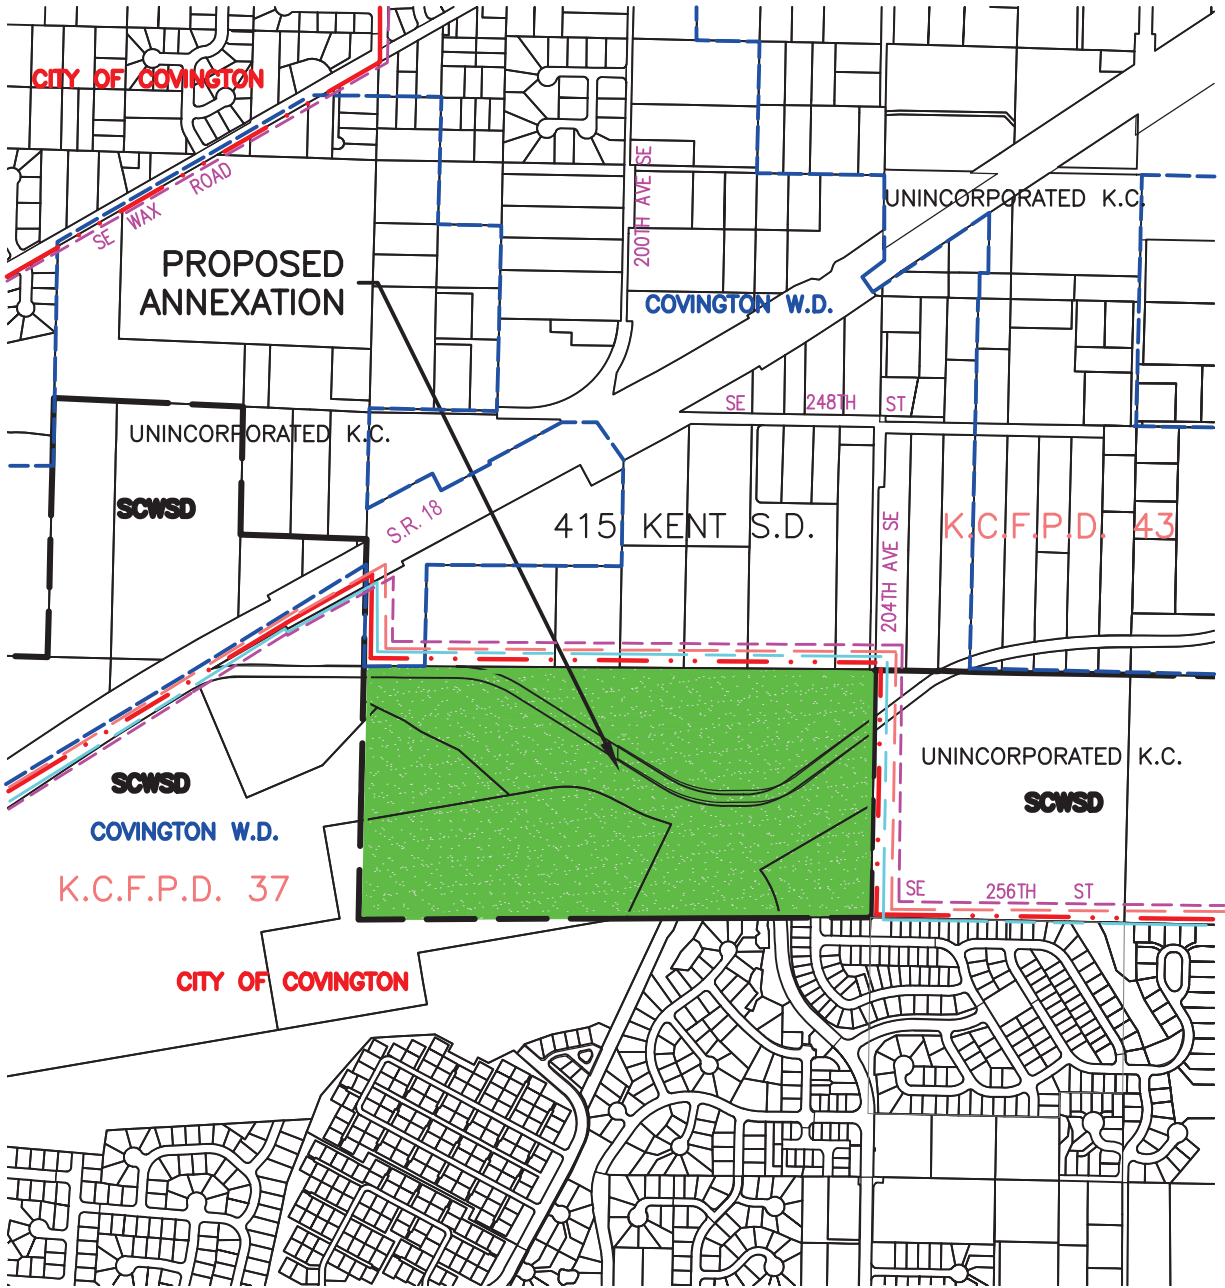 CITY OF COVINGTON
SE WAX ROAD
200TH AVE SE
UNINCORPORATED K.C.
PROPOSED
ANNEXATION
COVINGTON W.D.
SE 248TH ST
UNINCORPORATED K.C.
SCWSD
S.R. 18
415 KENT S.D.
204TH AVE SE
K.C.F.P.D. 43
UNINCORPORATED K.C.
SCWSD
SCWSD
COVINGTON W.D.
K.C.F.P.D. 37
SE 256TH ST
CITY OF COVINGTON